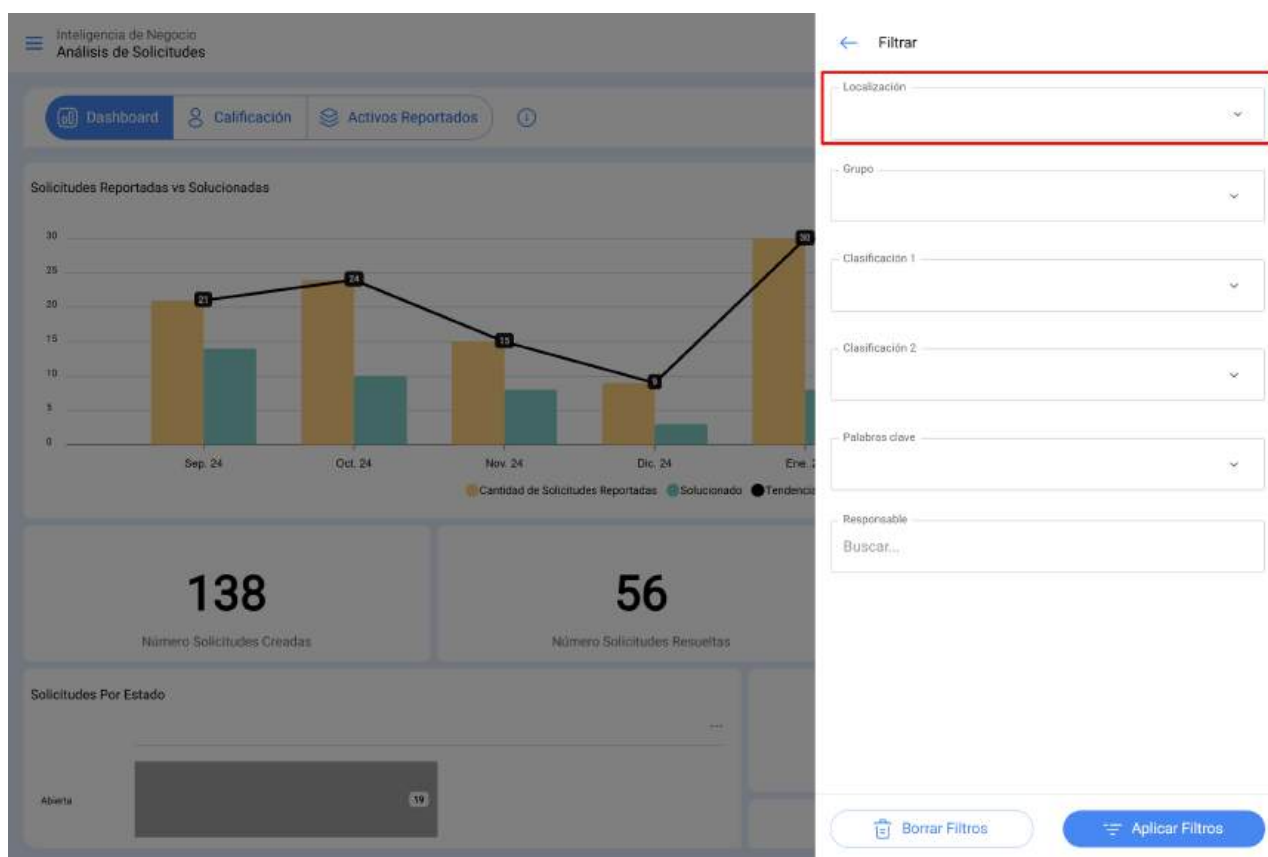 Inteligencia de Negocio
Análisis de Solicitudes
Dashboard
Calificación
Activos Reportados
Solicitudes Reportadas vs Solucionadas
30
25
20
15
10
5
0
21
24
15
9
30
Sep. 24
Oct. 24
Nov. 24
Dic. 24
Ene.
Cantidad de Solicitudes Reportadas
Solucionado
Tendencia
138
Número Solicitudes Creadas
56
Número Solicitudes Resueltas
Solicitudes Por Estado
---
Abierta
19
Filtrar
Localización
Grupo
Clasificación 1
Clasificación 2
Palabras clave
Responsable
Buscar...
Borrar Filtros
Aplicar Filtros